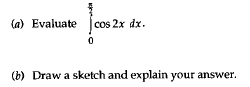 (a) Evaluate ∫₀^{π/2} cos 2x dx.
(b) Draw a sketch and explain your answer.